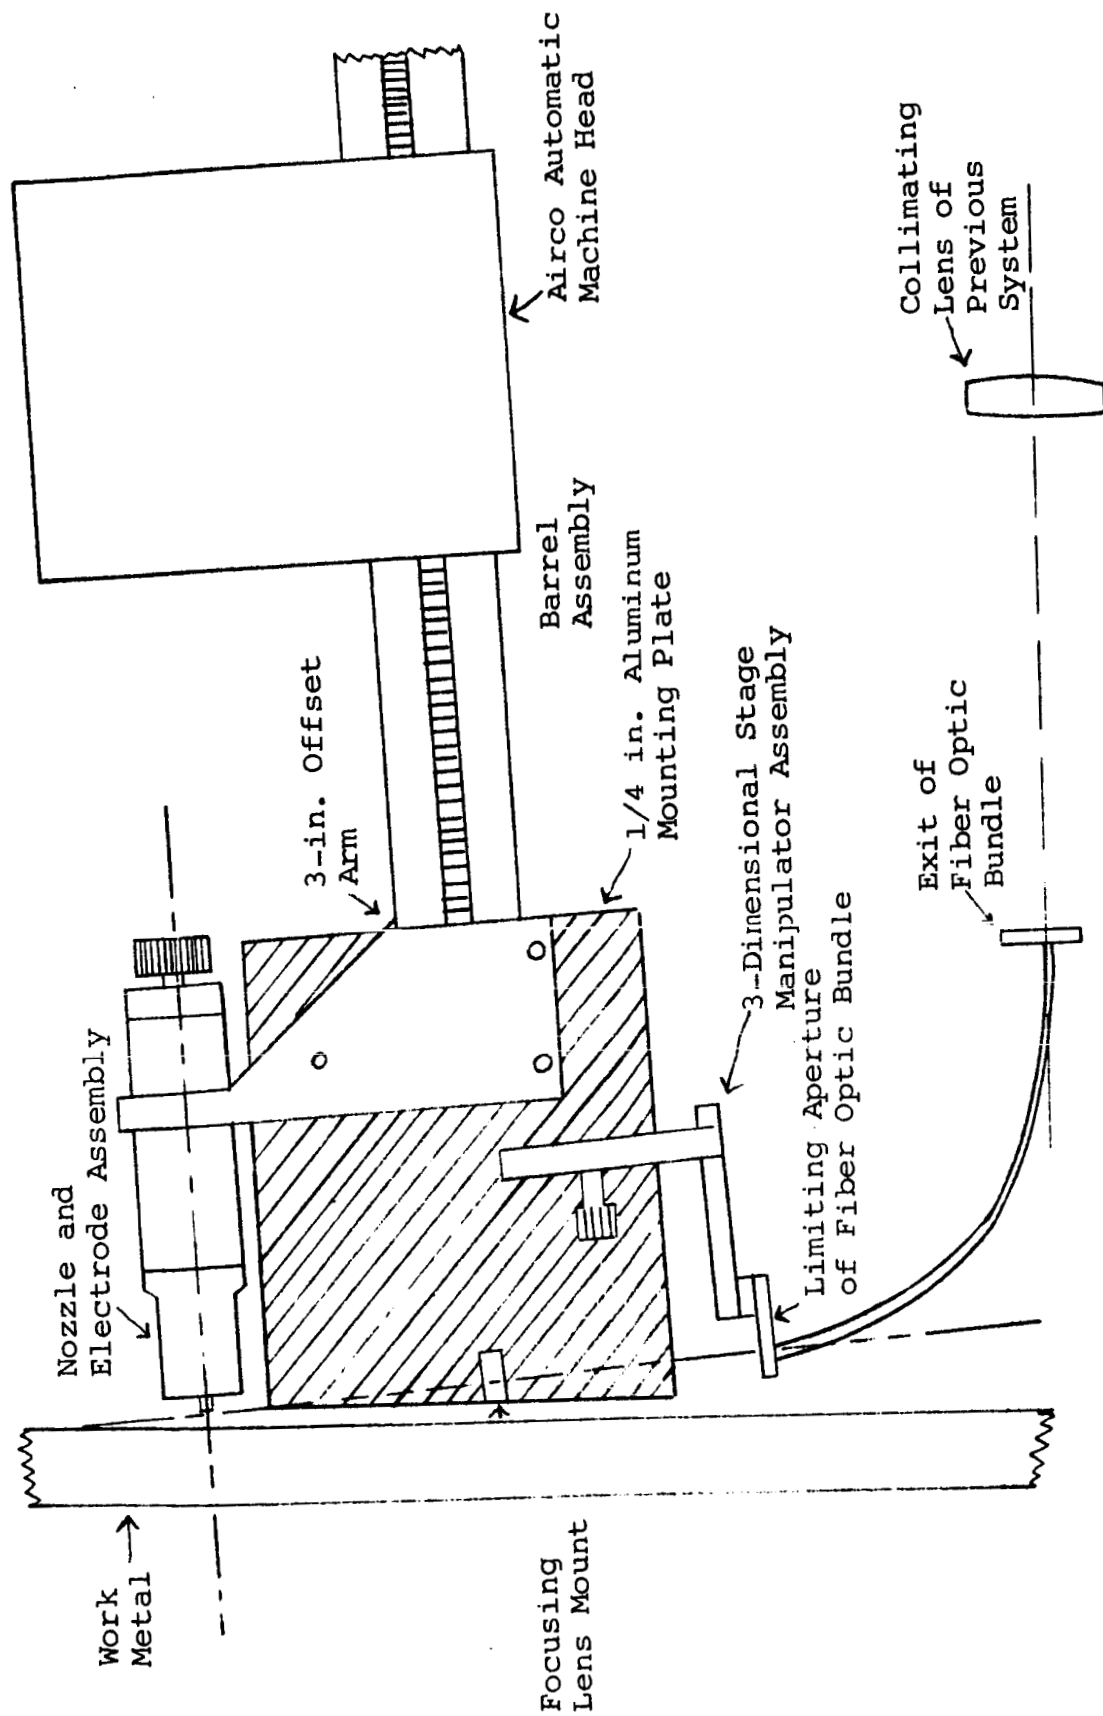 Work
Metal
Nozzle and
Electrode Assembly
3-in. Offset
Arm
Airco Automatic
Machine Head
Barrel
Assembly
1/4 in. Aluminum
Mounting Plate
Focusing
Lens Mount
3-Dimensional Stage
Manipulator Assembly
Limiting Aperture
of Fiber Optic Bundle
Exit of
Fiber Optic
Bundle
Collimating
Lens of
Previous
System